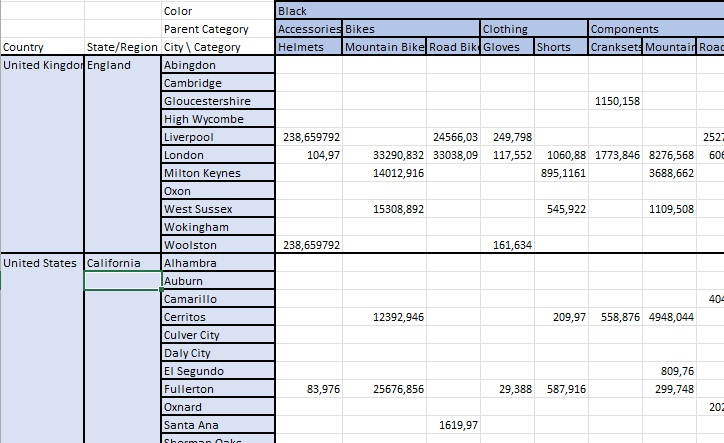 Color Black
Parent Category Accessories Bikes Clothing Components
Country State/Region City \ Category Helmets Mountain Bike Road Bik Gloves Shorts Cranksets Mountain Road
United Kingdor England Abingdon
Cambridge
Gloucestershire 1150,158
High Wycombe
Liverpool 238,659792 24566,03 249,798 2527
London 104,97 33290,832 33038,09 117,552 1060,88 1773,846 8276,568 606
Milton Keynes 14012,916 895,1161 3688,662
Oxon
West Sussex 15308,892 545,922 1109,508
Wokingham
Woolston 238,659792 161,634
United States California Alhambra
Auburn
Camarillo 404
Cerritos 12392,946 209,97 558,876 4948,044
Culver City
Daly City
El Segundo 809,76
Fullerton 83,976 25676,856 29,388 587,916 299,748
Oxnard 202
Santa Ana 1619,97
Sherman Oaks